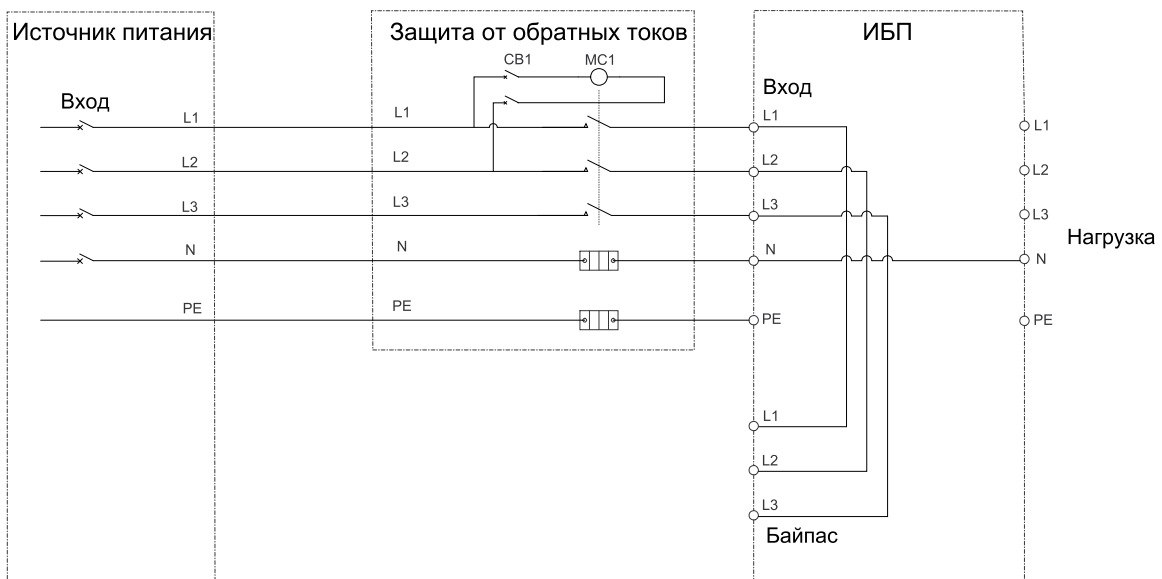 Источник питания
Защита от обратных токов
ИБП
CB1
MC1
Вход
Вход
L1
L1
L1
L1
L2
L2
L2
L2
L3
L3
L3
L3
Нагрузка
N
N
N
N
PE
PE
PE
PE
L1
L2
L3
Байпас